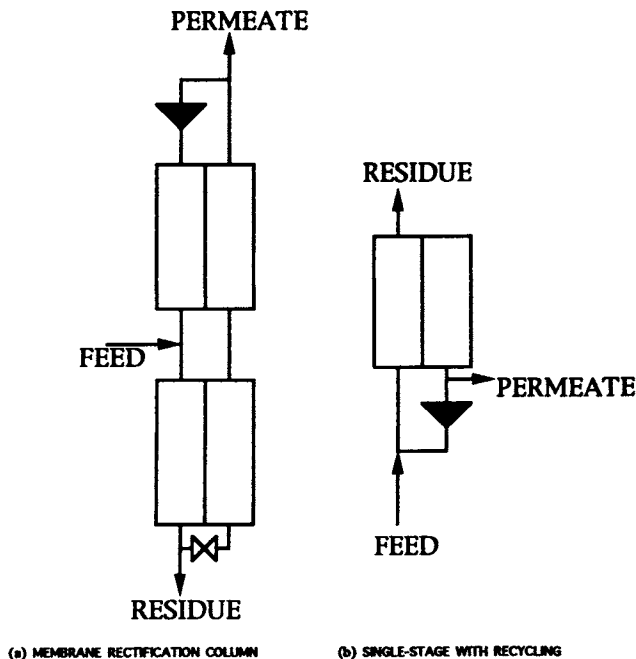 PERMEATE
RESIDUE
FEED
PERMEATE
FEED
RESIDUE
(a) MEMBRANE RECTIFICATION COLUMN
(b) SINGLE-STAGE WITH RECYCLING